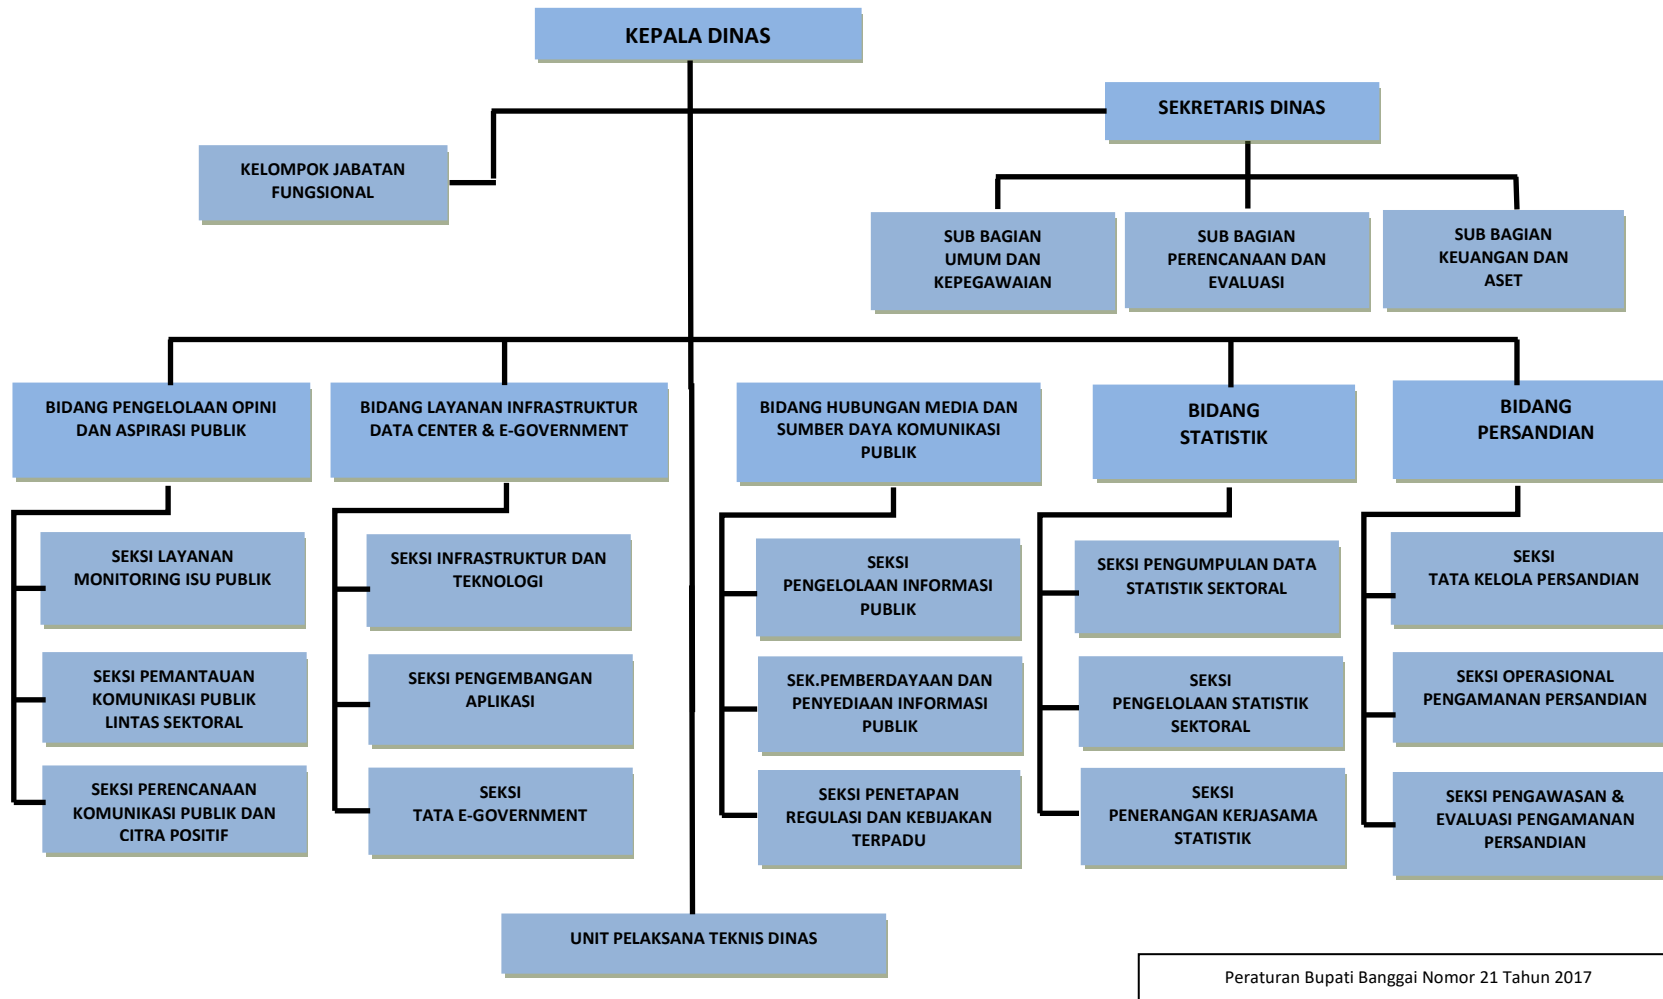 KEPALA DINAS
SEKRETARIS DINAS
KELOMPOK JABATAN
FUNGSIONAL
SUB BAGIAN
UMUM DAN
KEPEGAWAIAN
SUB BAGIAN
PERENCANAAN DAN
EVALUASI
SUB BAGIAN
KEUANGAN DAN
ASET
BIDANG PENGELOLAAN OPINI
DAN ASPIRASI PUBLIK
BIDANG LAYANAN INFRASTRUKTUR
DATA CENTER & E-GOVERNMENT
BIDANG HUBUNGAN MEDIA DAN
SUMBER DAYA KOMUNIKASI
PUBLIK
BIDANG
STATISTIK
BIDANG
PERSANDIAN
SEKSI LAYANAN
MONITORING ISU PUBLIK
SEKSI PEMANTAUAN
KOMUNIKASI PUBLIK
LINTAS SEKTORAL
SEKSI PERENCANAAN
KOMUNIKASI PUBLIK DAN
CITRA POSITIF
SEKSI INFRASTRUKTUR DAN
TEKNOLOGI
SEKSI PENGEMBANGAN
APLIKASI
SEKSI
TATA E-GOVERNMENT
SEKSI
PENGELOLAAN INFORMASI
PUBLIK
SEK.PEMBERDAYAAN DAN
PENYEDIAAN INFORMASI
PUBLIK
SEKSI PENETAPAN
REGULASI DAN KEBIJAKAN
TERPADU
SEKSI PENGUMPULAN DATA
STATISTIK SEKTORAL
SEKSI
PENGELOLAAN STATISTIK
SEKTORAL
SEKSI
PENERANGAN KERJASAMA
STATISTIK
SEKSI
TATA KELOLA PERSANDIAN
SEKSI OPERASIONAL
PENGAMANAN PERSANDIAN
SEKSI PENGAWASAN &
EVALUASI PENGAMANAN
PERSANDIAN
UNIT PELAKSANA TEKNIS DINAS
Peraturan Bupati Banggai Nomor 21 Tahun 2017